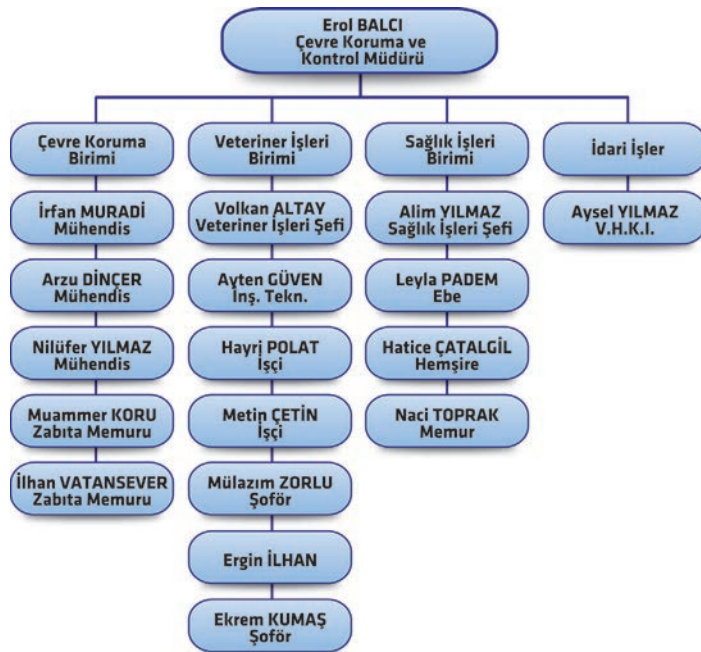 Erol BALCI
Çevre Koruma ve
Kontrol Müdürü
Çevre Koruma
Birimi
Veteriner İşleri
Birimi
Sağlık İşleri
Birimi
İdari İşler
İrfan MURADİ
Mühendis
Volkan ALTAY
Veteriner İşleri Şefi
Alim YILMAZ
Sağlık İşleri Şefi
Aysel YILMAZ
V.H.K.I.
Arzu DİNÇER
Mühendis
Ayten GÜVEN
İnş. Tekn.
Leyla PADEM
Ebe
Nilüfer YILMAZ
Mühendis
Hayri POLAT
İşçi
Hatice ÇATALGİL
Hemşire
Muammer KORU
Zabıta Memuru
Metin ÇETİN
İşçi
Naci TOPRAK
Memur
İlhan VATANSEVER
Zabıta Memuru
Mülazım ZORLU
Şoför
Ergin İLHAN
Ekrem KUMAŞ
Şoför